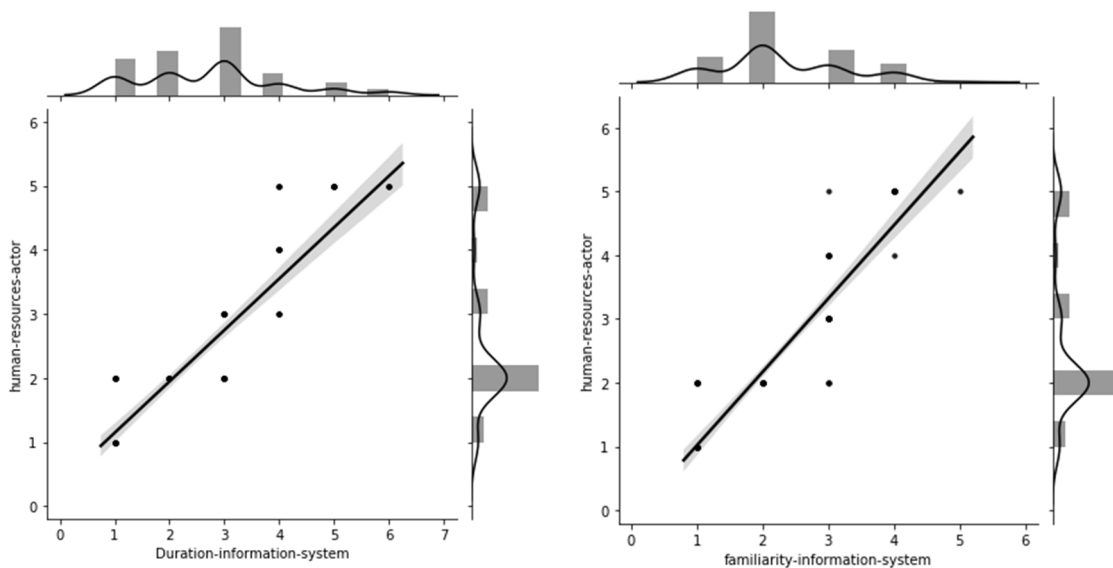 6
5
4
3
2
1
0
human-resources-actor
0 1 2 3 4 5 6 7
Duration-information-system
6
5
4
3
2
1
0
human-resources-actor
0 1 2 3 4 5 6
familiarity-information-system